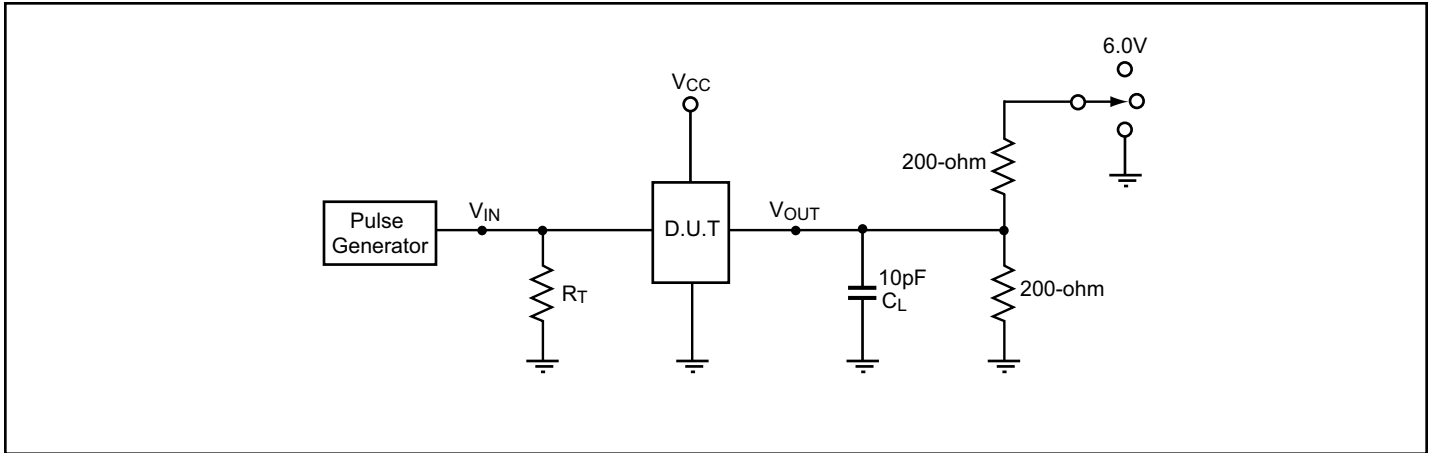 6.0V
VCC
200-ohm
Pulse
Generator
VIN
D.U.T
VOUT
RT
10pF
CL
200-ohm